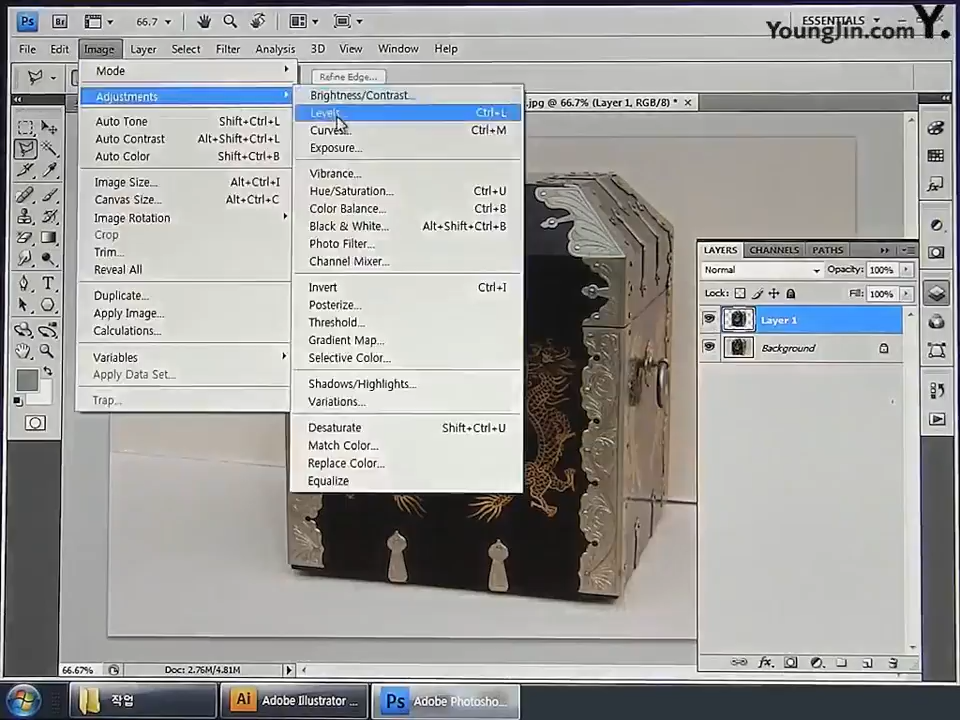 Ps Br 66.7 ESSENTIALS
YoungJin.com Y.
File Edit Image Layer Select Filter Analysis 3D View Window Help
Refine Edge...
.jpg @ 66.7% (Layer 1, RGB/8) * ×
Mode
Adjustments
Auto Tone Shift+Ctrl+L
Auto Contrast Alt+Shift+Ctrl+L
Auto Color Shift+Ctrl+B
Image Size... Alt+Ctrl+I
Canvas Size... Alt+Ctrl+C
Image Rotation
Crop
Trim...
Reveal All
Duplicate...
Apply Image...
Calculations...
Variables
Apply Data Set...
Trap...
Brightness/Contrast...
Levels... Ctrl+L
Curves... Ctrl+M
Exposure...
Vibrance...
Hue/Saturation... Ctrl+U
Color Balance... Ctrl+B
Black & White... Alt+Shift+Ctrl+B
Photo Filter...
Channel Mixer...
Invert Ctrl+I
Posterize...
Threshold...
Gradient Map...
Selective Color...
Shadows/Highlights...
Variations...
Desaturate Shift+Ctrl+U
Match Color...
Replace Color...
Equalize
LAYERS CHANNELS PATHS
Normal Opacity: 100%
Lock: Fill: 100%
Layer 1
Background
66.67% Doc: 2.76M/4.81M
작업 Ai Adobe Illustrator ... Ps Adobe Photosho...